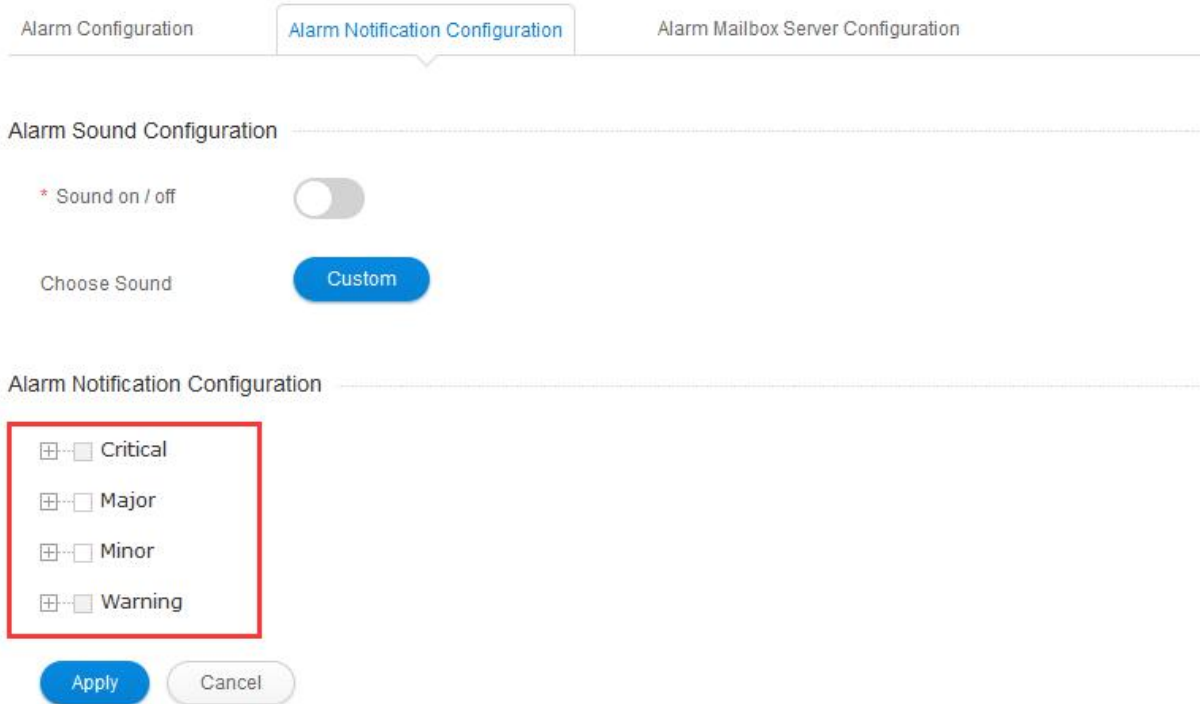 Alarm Configuration Alarm Notification Configuration Alarm Mailbox Server Configuration
Alarm Sound Configuration
* Sound on / off
Choose Sound Custom
Alarm Notification Configuration
Critical
Major
Minor
Warning
Apply Cancel